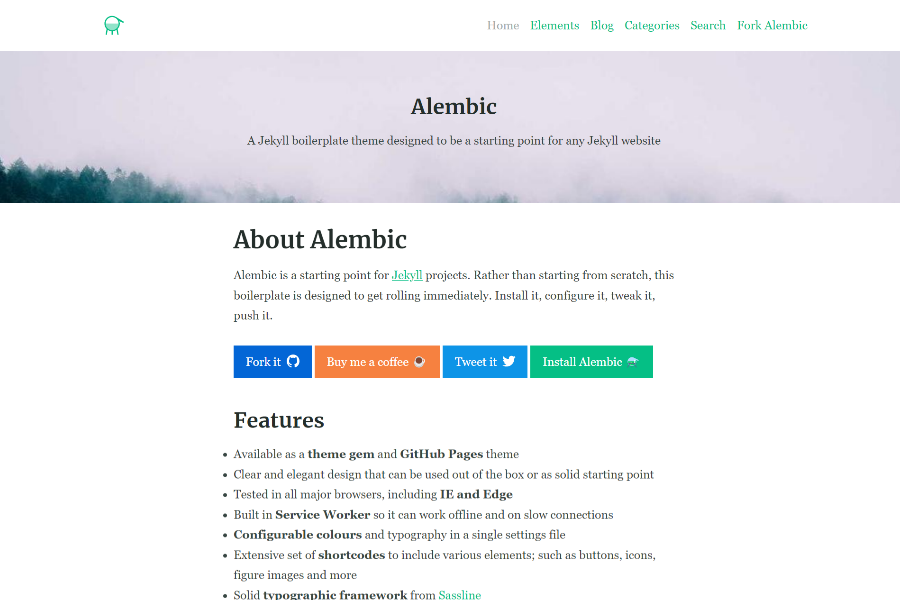 Home Elements Blog Categories Search Fork Alembic
Alembic
A Jekyll boilerplate theme designed to be a starting point for any Jekyll website
About Alembic
Alembic is a starting point for Jekyll projects. Rather than starting from scratch, this
boilerplate is designed to get rolling immediately. Install it, configure it, tweak it,
push it.
Fork it Buy me a coffee Tweet it Install Alembic
Features
Available as a theme gem and GitHub Pages theme
Clear and elegant design that can be used out of the box or as solid starting point
Tested in all major browsers, including IE and Edge
Built in Service Worker so it can work offline and on slow connections
Configurable colours and typography in a single settings file
Extensive set of shortcodes to include various elements; such as buttons, icons,
figure images and more
Solid typographic framework from Sassline